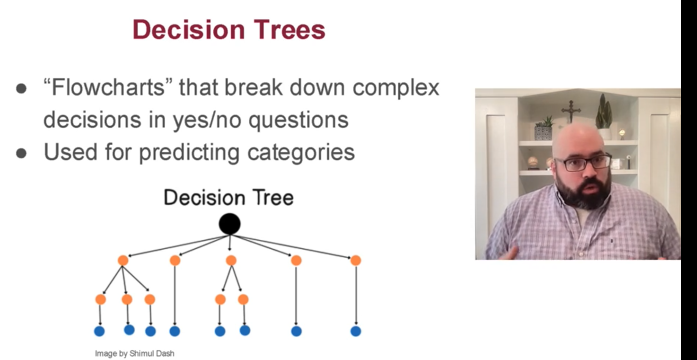 Decision Trees
● “Flowcharts” that break down complex
decisions in yes/no questions
● Used for predicting categories
Decision Tree
Image by Shimul Dash